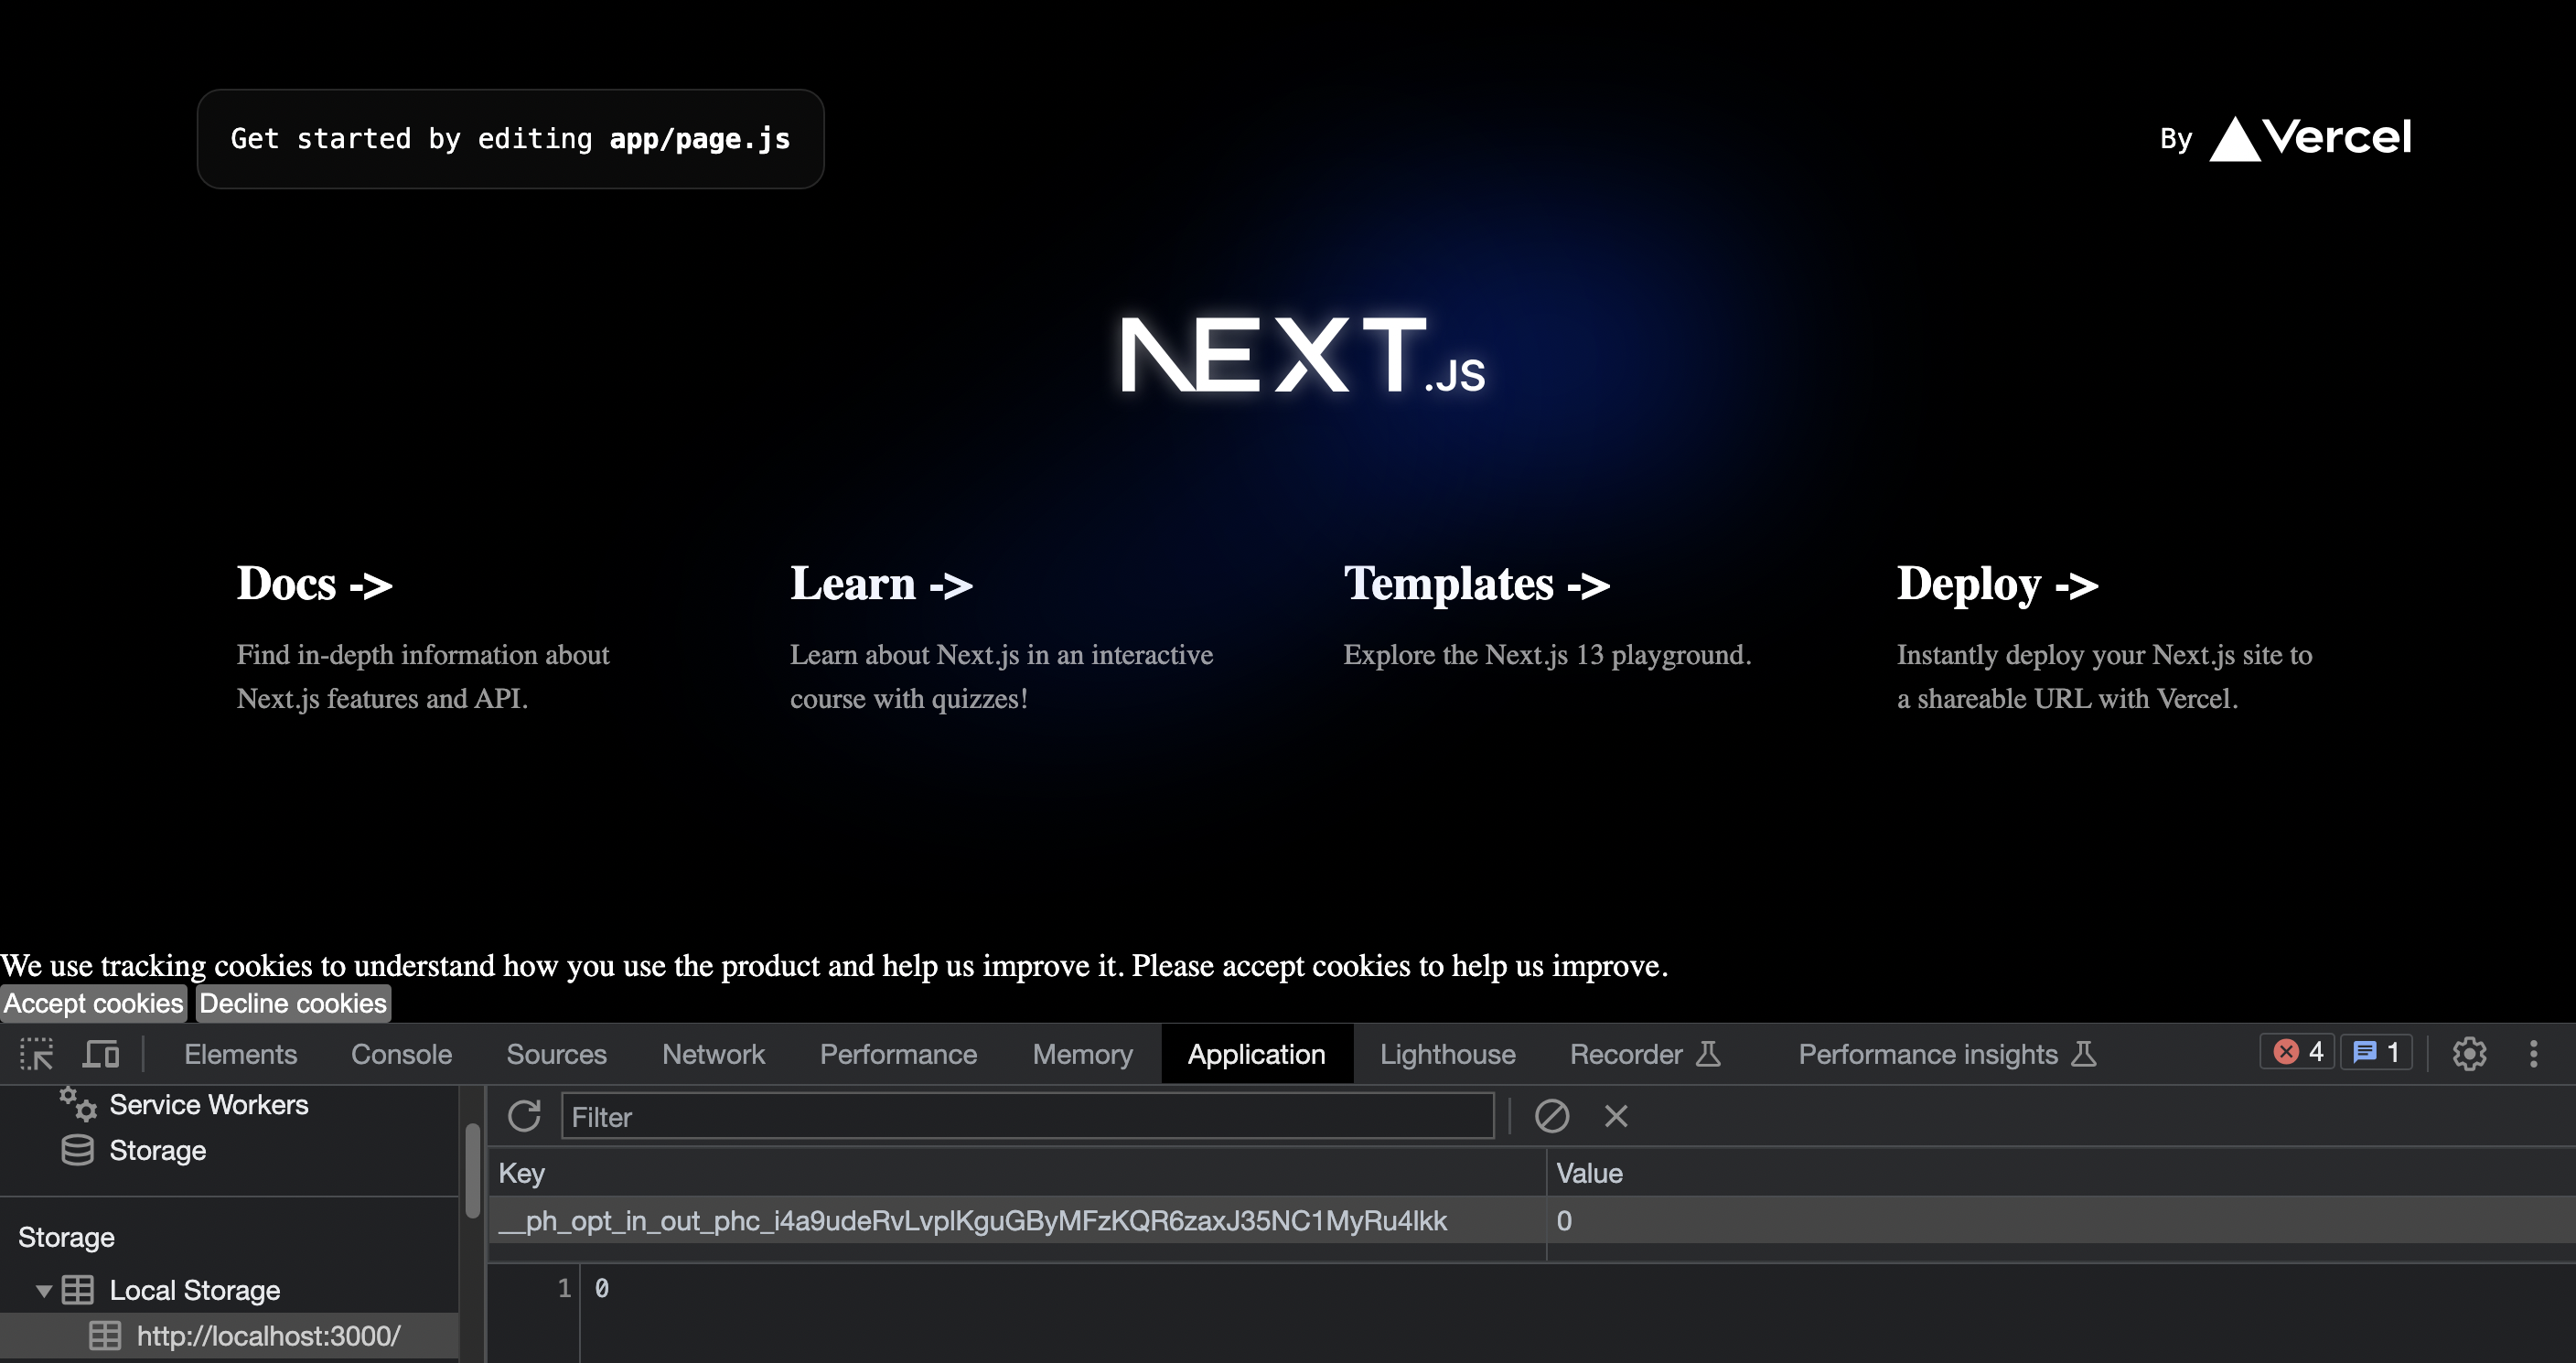 Get started by editing app/page.js
By Vercel
NEXT.JS
Docs ->
Find in-depth information about
Next.js features and API.
Learn ->
Learn about Next.js in an interactive
course with quizzes!
Templates ->
Explore the Next.js 13 playground.
Deploy ->
Instantly deploy your Next.js site to
a shareable URL with Vercel.
We use tracking cookies to understand how you use the product and help us improve it. Please accept cookies to help us improve.
Accept cookies Decline cookies
Elements Console Sources Network Performance Memory Application Lighthouse Recorder Performance insights 4 1
Service Workers
Storage
Storage
Local Storage
http://localhost:3000/
Filter
Key Value
__ph_opt_in_out_phc_i4a9udeRvLvplKguGByMFzKQR6zaxJ35NC1MyRu4lkk 0
1 0